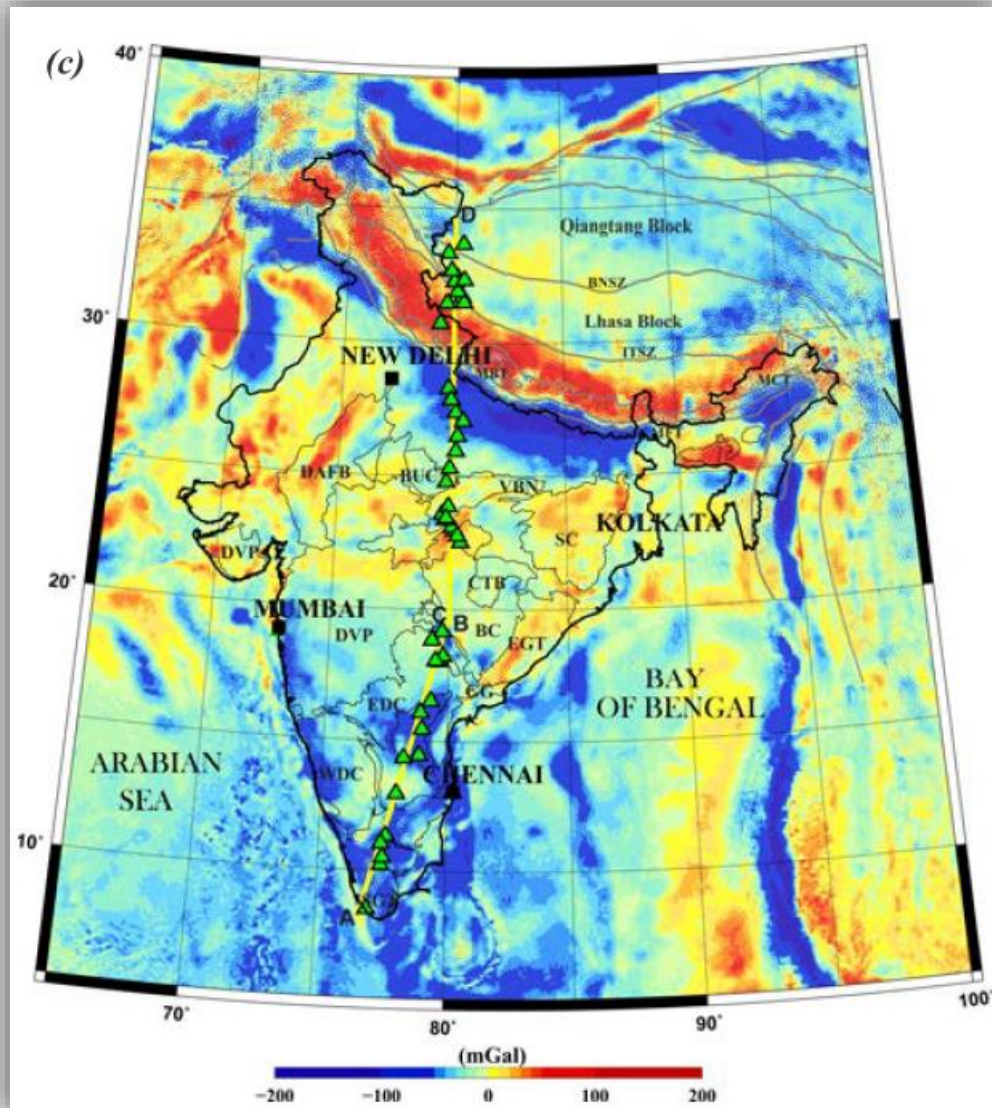 (c)
40°
D
Qiangtang Block
BNSZ
30°
Lhasa Block
ITSZ
NEW DELHI
MBT
MCT
DAFB
BUC
VBN
KOLKATA
SC
DVP
20°
CTB
MUMBAI
C
B
DVP
BC
EGT
BAY
OF BENGAL
GG
EDC
ARABIAN
SEA
WDC
CHENNAI
10°
A
70°
80°
90°
100°
(mGal)
−200
−100
0
100
200